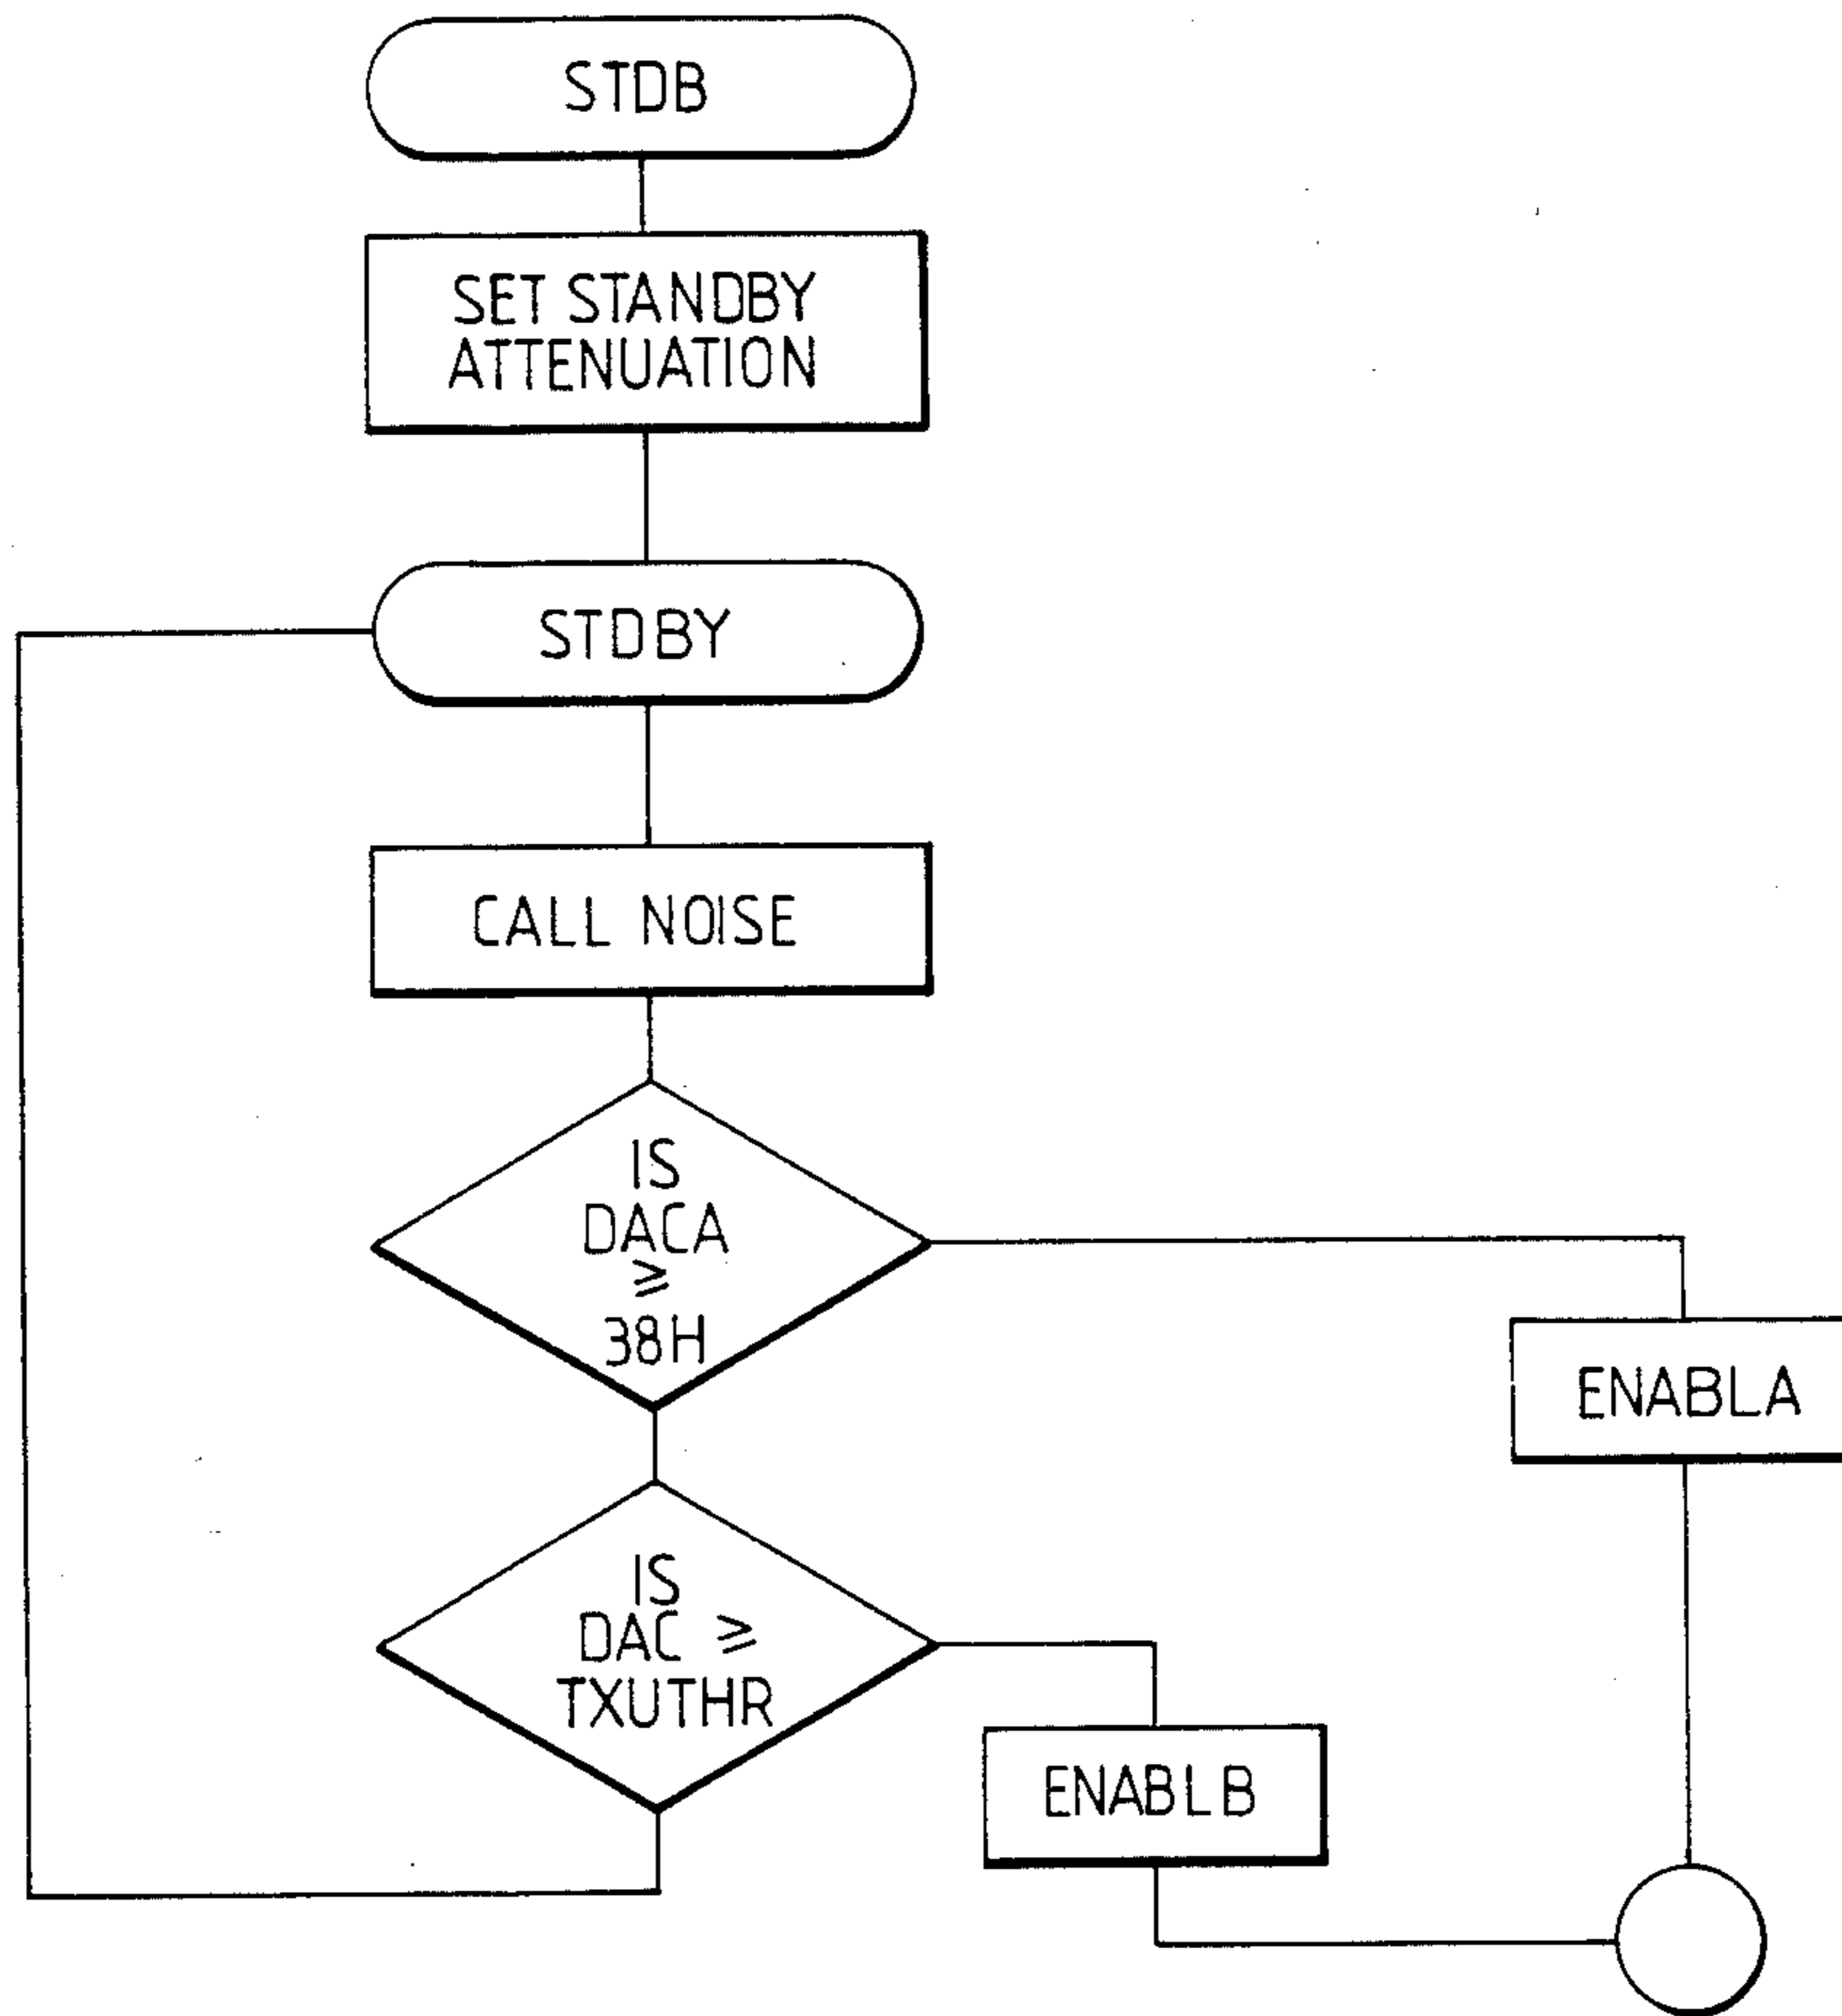 STDB
SET STANDBY
ATTENUATION
STDBY
CALL NOISE
IS
DACA
≥
38H
ENABLA
IS
DAC ≥
TXUTHR
ENABLB